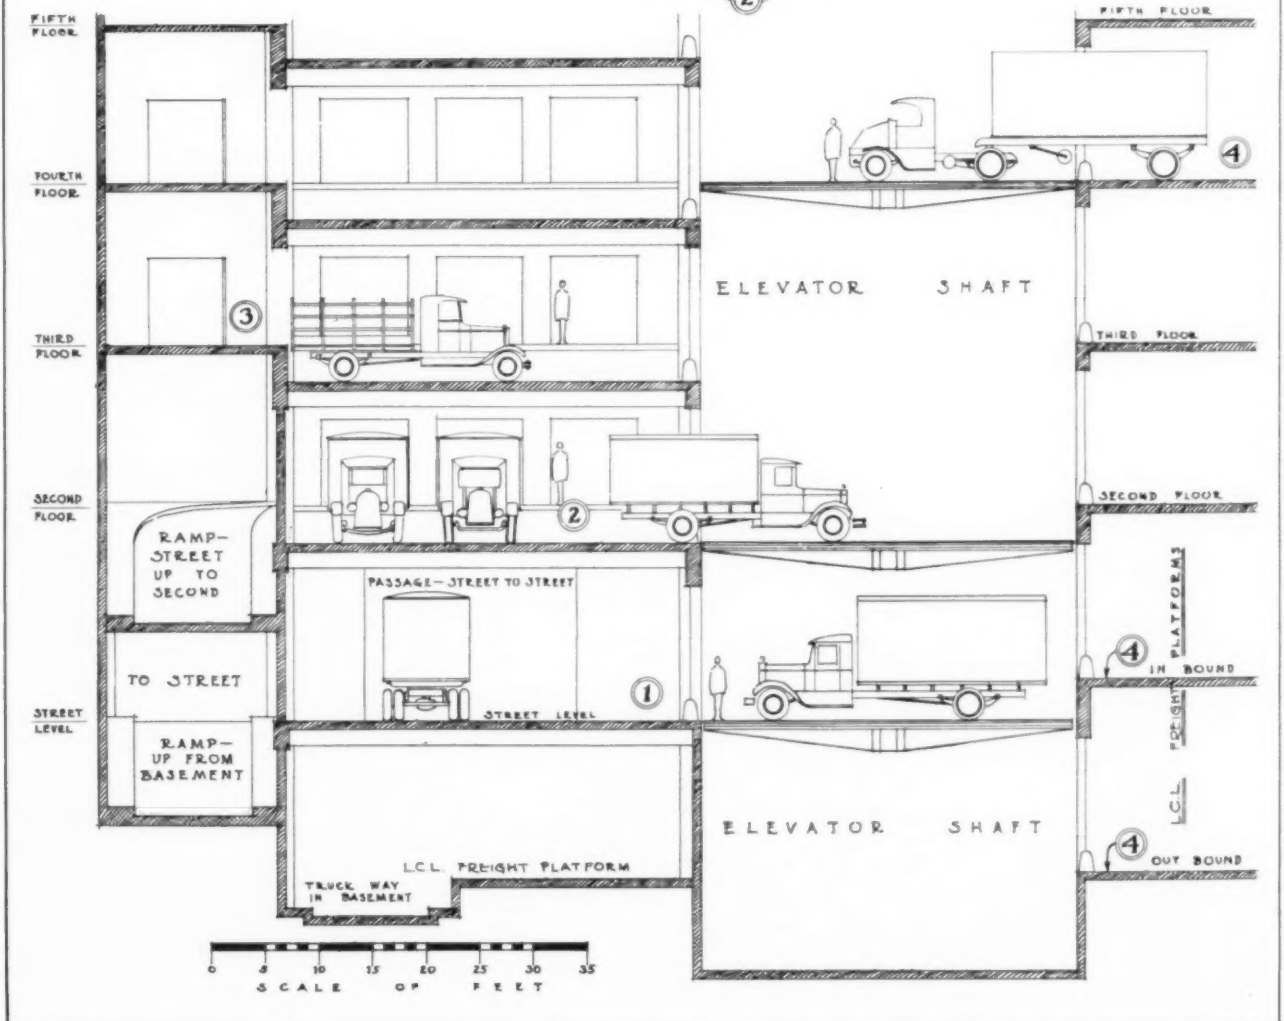 2
FIFTH
FLOOR
FIFTH FLOOR
4
FOURTH
FLOOR
ELEVATOR SHAFT
3
THIRD
FLOOR
THIRD FLOOR
SECOND
FLOOR
SECOND FLOOR
2
RAMP-
STREET
UP TO
SECOND
PASSAGE-STREET TO STREET
L.C.L. FREIGHT PLATFORMS
4
IN BOUND
TO STREET
1
STREET LEVEL
STREET
LEVEL
RAMP-
UP FROM
BASEMENT
ELEVATOR SHAFT
4
OUT BOUND
L.C.L. FREIGHT PLATFORM
TRUCK WAY
IN BASEMENT
0 5 10 15 20 25 30 35
SCALE OF FEET